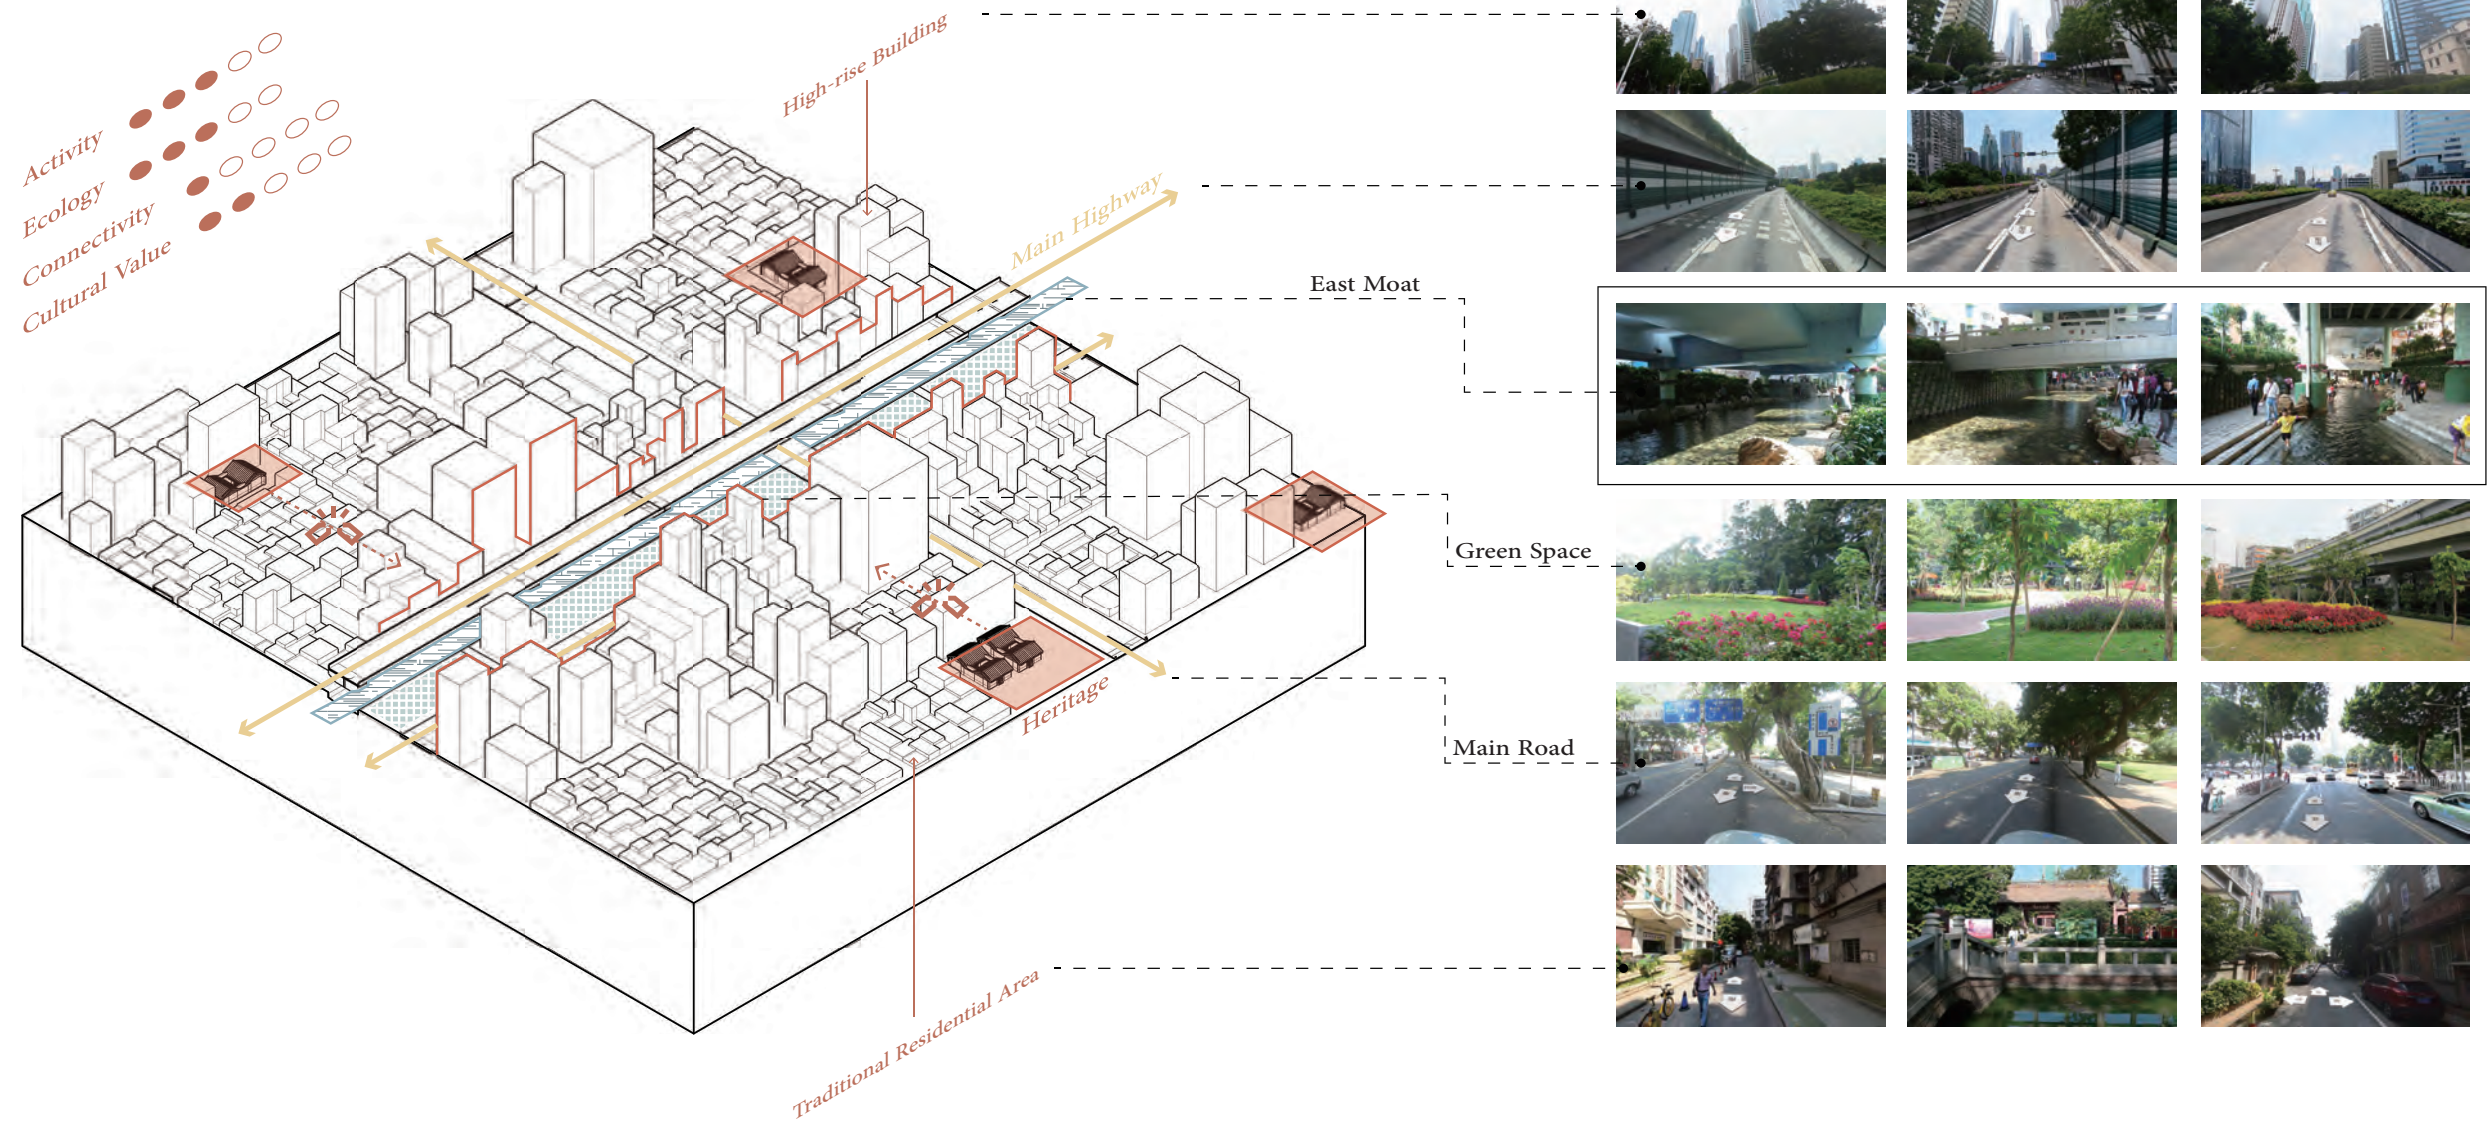 Activity
Ecology
Connectivity
Cultural Value
High-rise Building
Main Highway
East Moat
Green Space
Heritage
Main Road
Traditional Residential Area